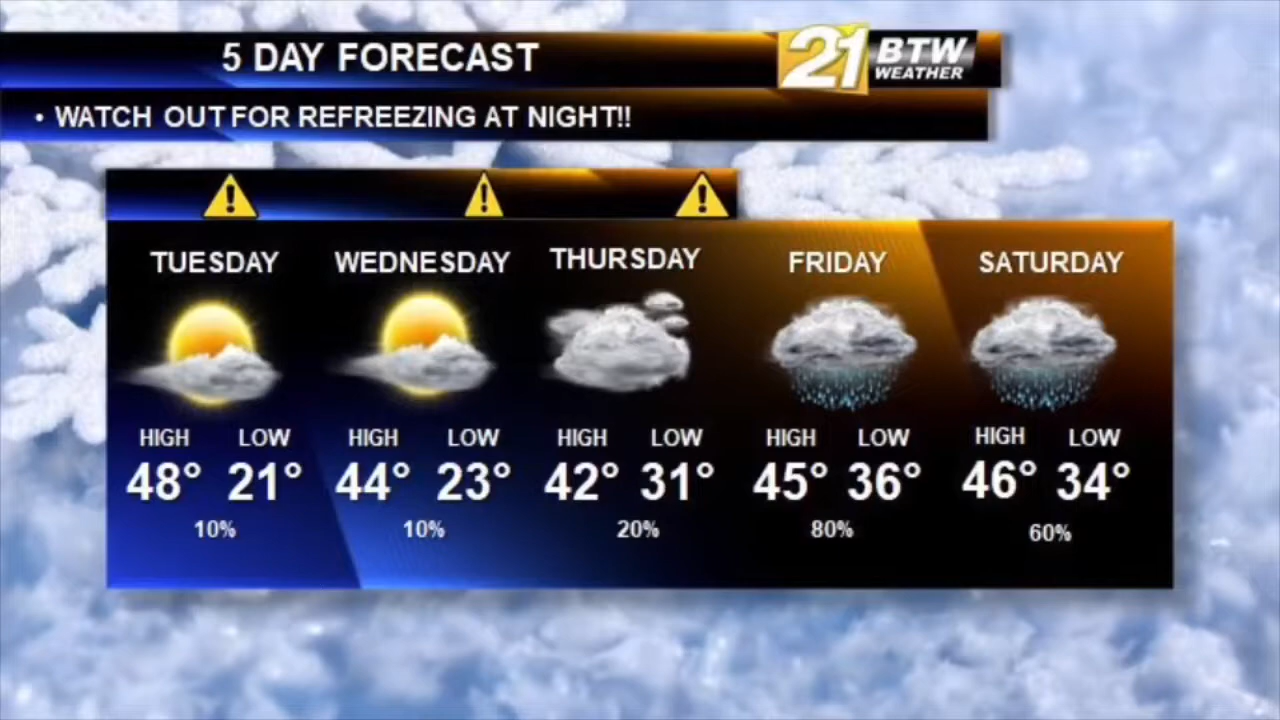 5 DAY FORECAST
21 BTW
WEATHER
• WATCH OUT FOR REFREEZING AT NIGHT!!
! ! !
TUESDAY WEDNESDAY THURSDAY FRIDAY SATURDAY
HIGH LOW HIGH LOW HIGH LOW HIGH LOW HIGH LOW
48° 21° 44° 23° 42° 31° 45° 36° 46° 34°
10% 10% 20% 80% 60%